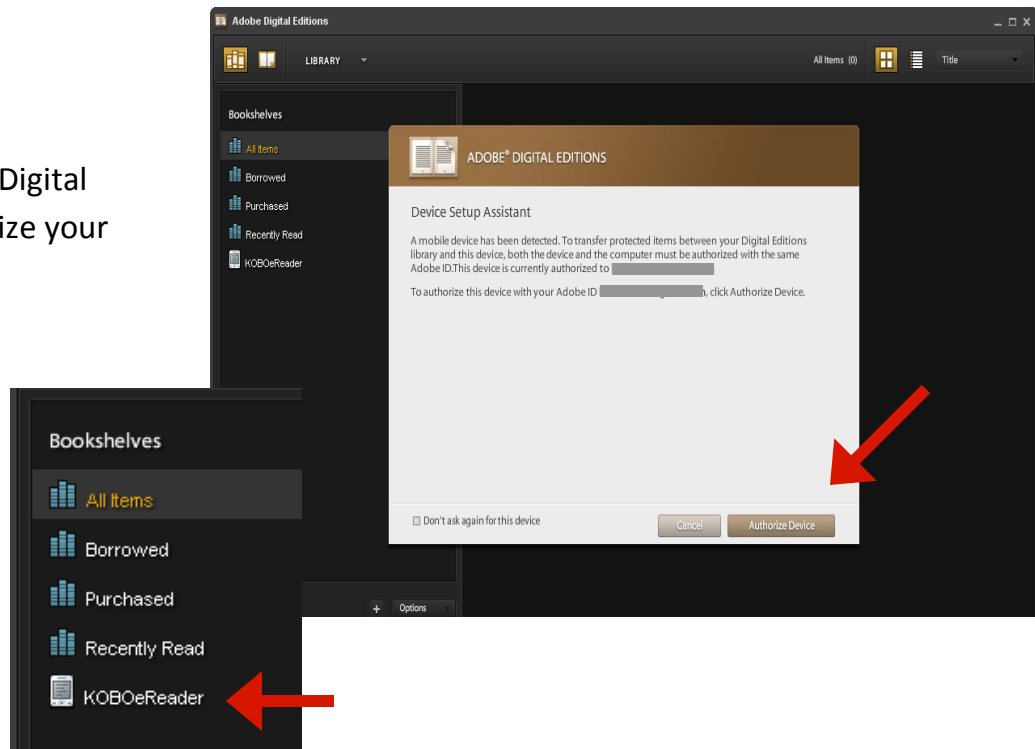 Adobe Digital Editions
LIBRARY
All Items (0)
Title
Bookshelves
All Items
Borrowed
Purchased
Recently Read
KOBOeReader
Digital
ize your
ADOBE® DIGITAL EDITIONS
Device Setup Assistant
A mobile device has been detected. To transfer protected items between your Digital Editions
library and this device, both the device and the computer must be authorized with the same
Adobe ID.This device is currently authorized to
To authorize this device with your Adobe ID , click Authorize Device.
Don't ask again for this device
Cancel
Authorize Device
+ Options
Bookshelves
All Items
Borrowed
Purchased
Recently Read
KOBOeReader